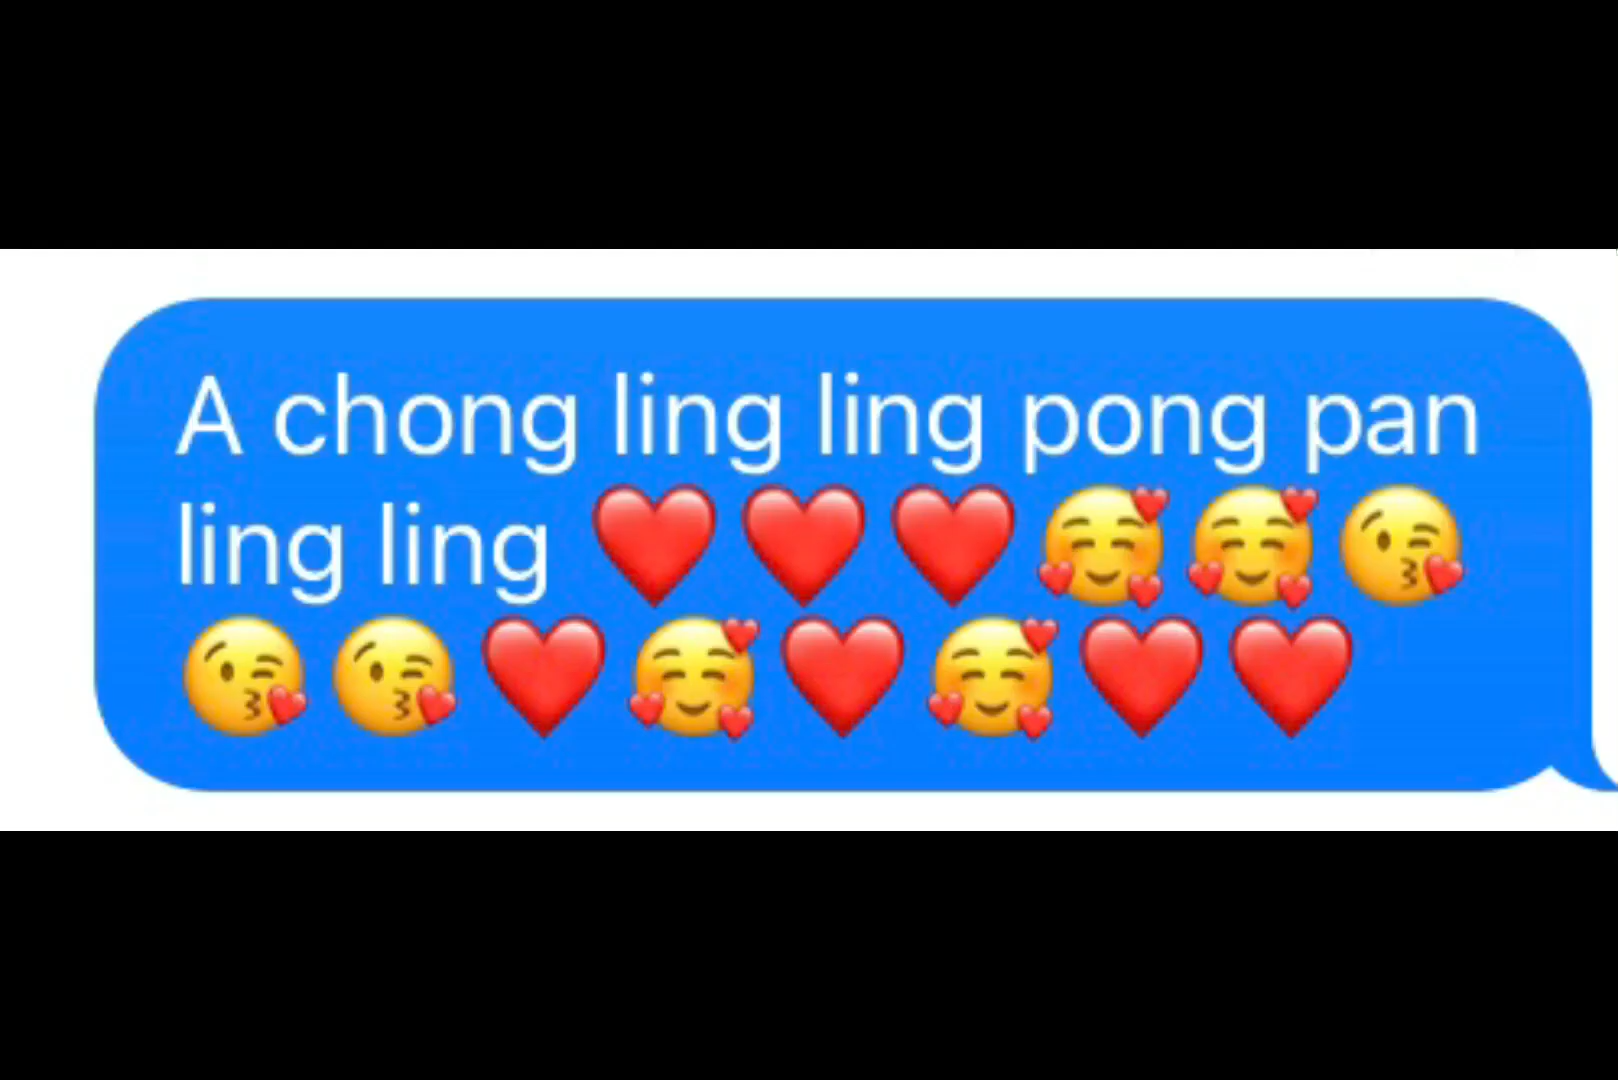 A chong ling ling pong pan
ling ling ❤️❤️❤️🥰🥰😘
😘😘❤️🥰❤️🥰❤️❤️